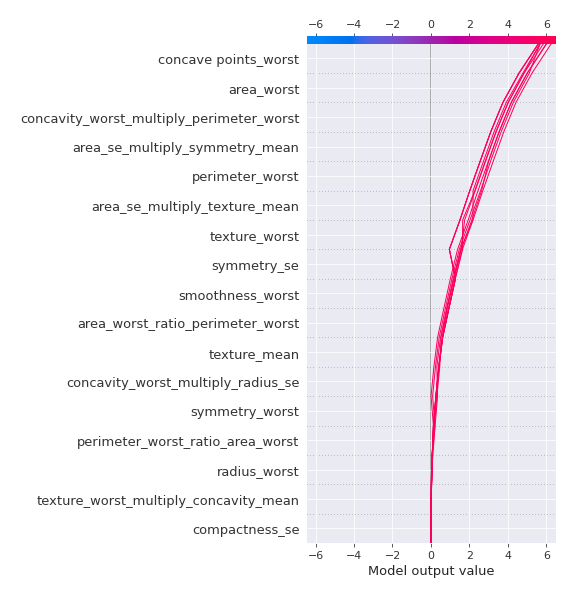 −6 −4 −2 0 2 4 6
concave points_worst
area_worst
concavity_worst_multiply_perimeter_worst
area_se_multiply_symmetry_mean
perimeter_worst
area_se_multiply_texture_mean
texture_worst
symmetry_se
smoothness_worst
area_worst_ratio_perimeter_worst
texture_mean
concavity_worst_multiply_radius_se
symmetry_worst
perimeter_worst_ratio_area_worst
radius_worst
texture_worst_multiply_concavity_mean
compactness_se
−6 −4 −2 0 2 4 6
Model output value